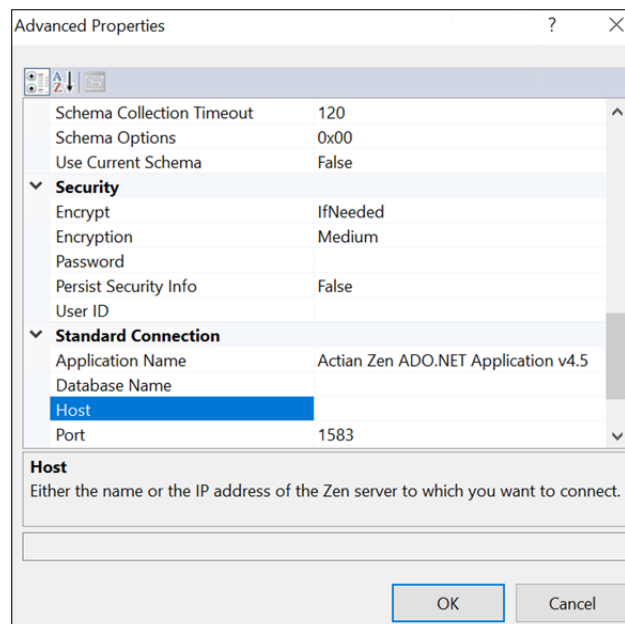 Advanced Properties ?
Schema Collection Timeout 120
Schema Options 0x00
Use Current Schema False
Security
Encrypt IfNeeded
Encryption Medium
Password
Persist Security Info False
User ID
Standard Connection
Application Name Actian Zen ADO.NET Application v4.5
Database Name
Host
Port 1583
Host
Either the name or the IP address of the Zen server to which you want to connect.
OK Cancel